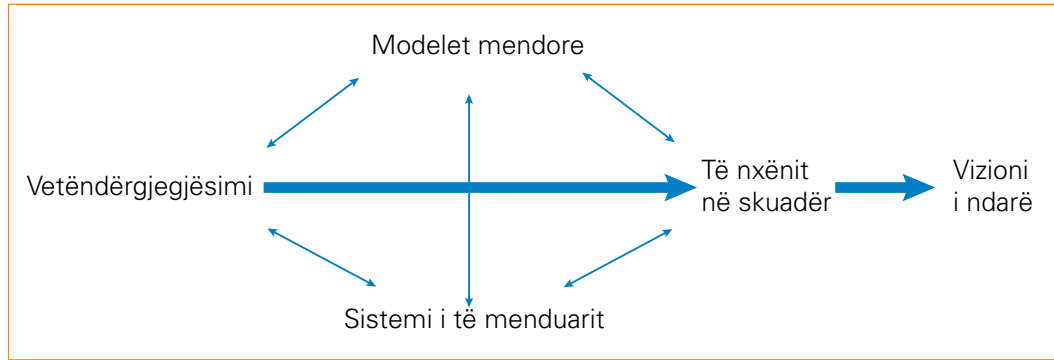 Modelet mendore
Vetëndërgjegjësimi
Të nxënit
në skuadër
Vizioni
i ndarë
Sistemi i të menduarit